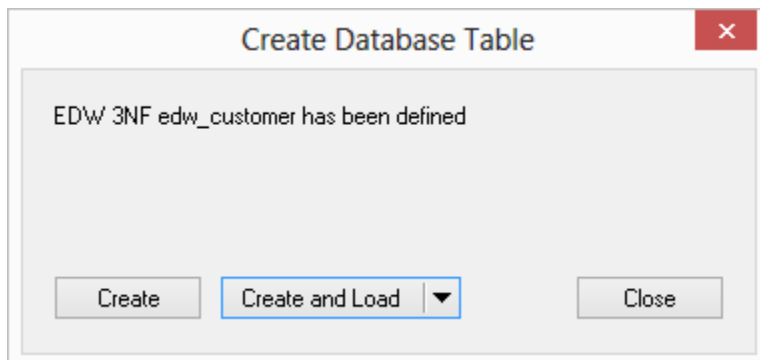 Create Database Table
EDW 3NF edw_customer has been defined
Create
Create and Load
Close